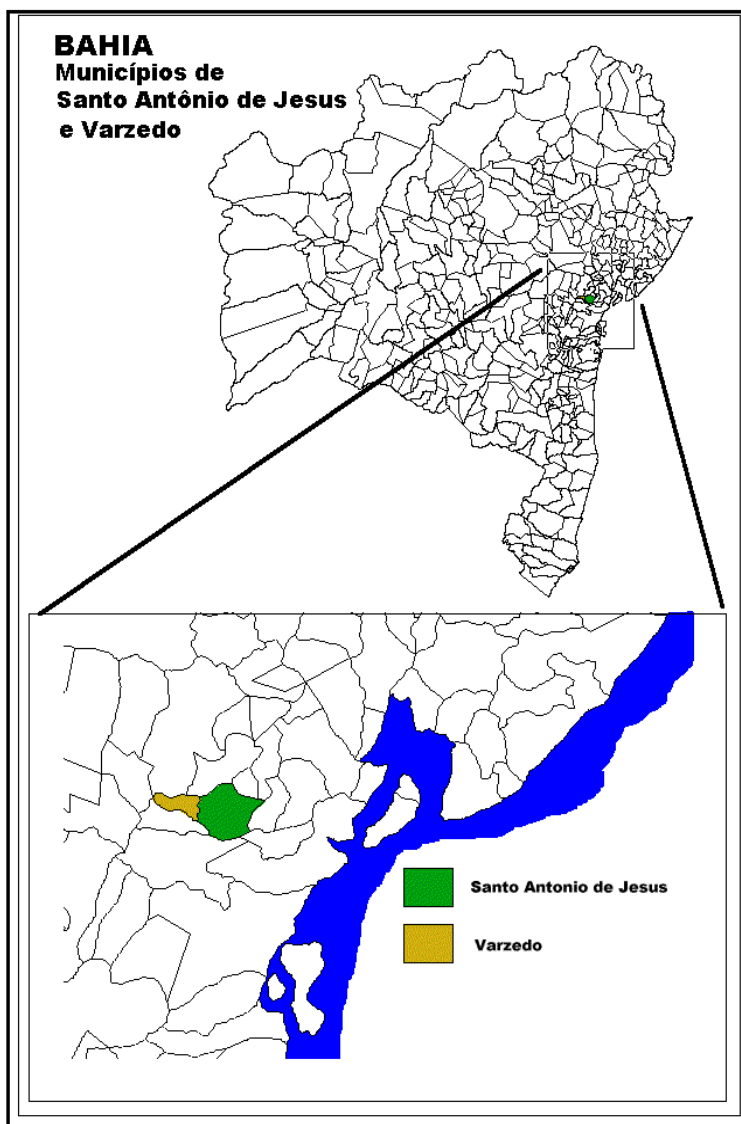 BAHIA
Municípios de
Santo Antônio de Jesus
e Varzedo
Santo Antonio de Jesus
Varzedo